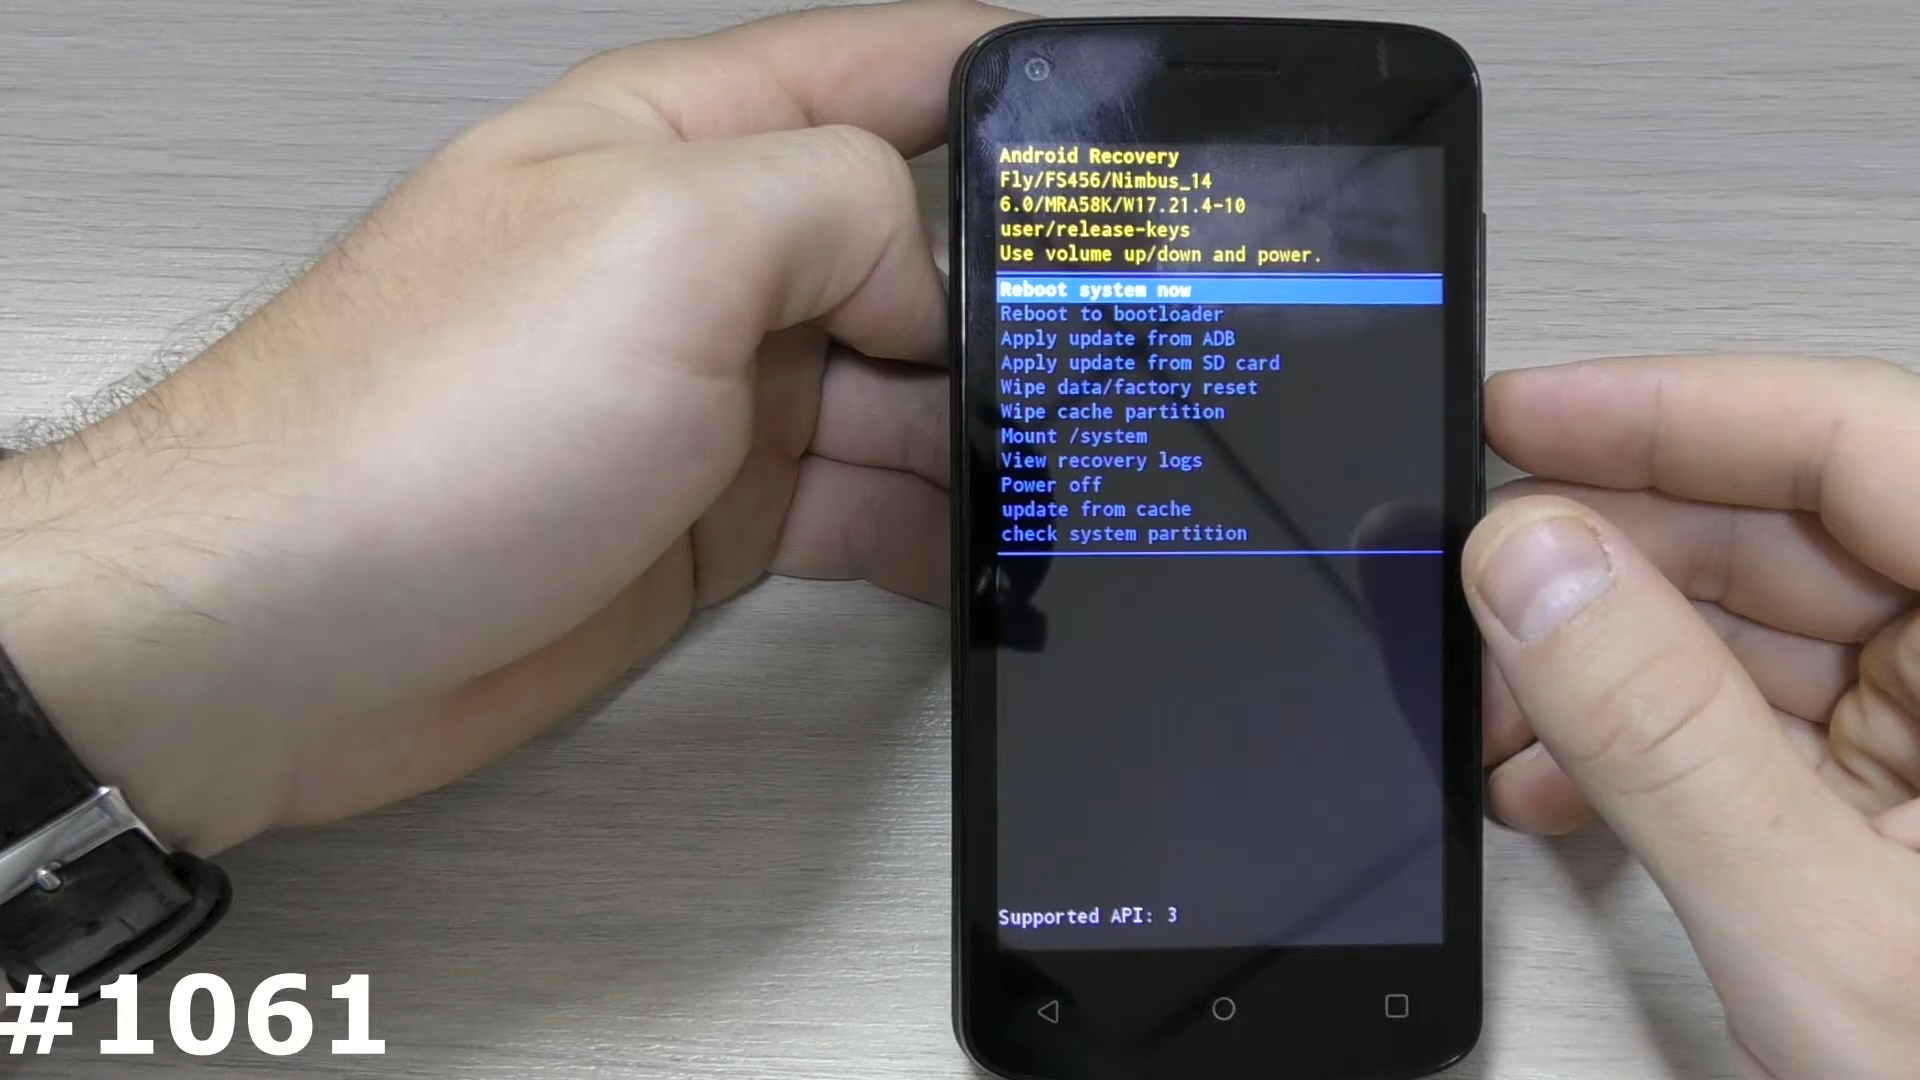 Android Recovery
Fly/FS456/Nimbus_14
6.0/MRA58K/W17.21.4-10
user/release-keys
Use volume up/down and power.
Reboot system now
Reboot to bootloader
Apply update from ADB
Apply update from SD card
Wipe data/factory reset
Wipe cache partition
Mount /system
View recovery logs
Power off
update from cache
check system partition
Supported API: 3
#1061